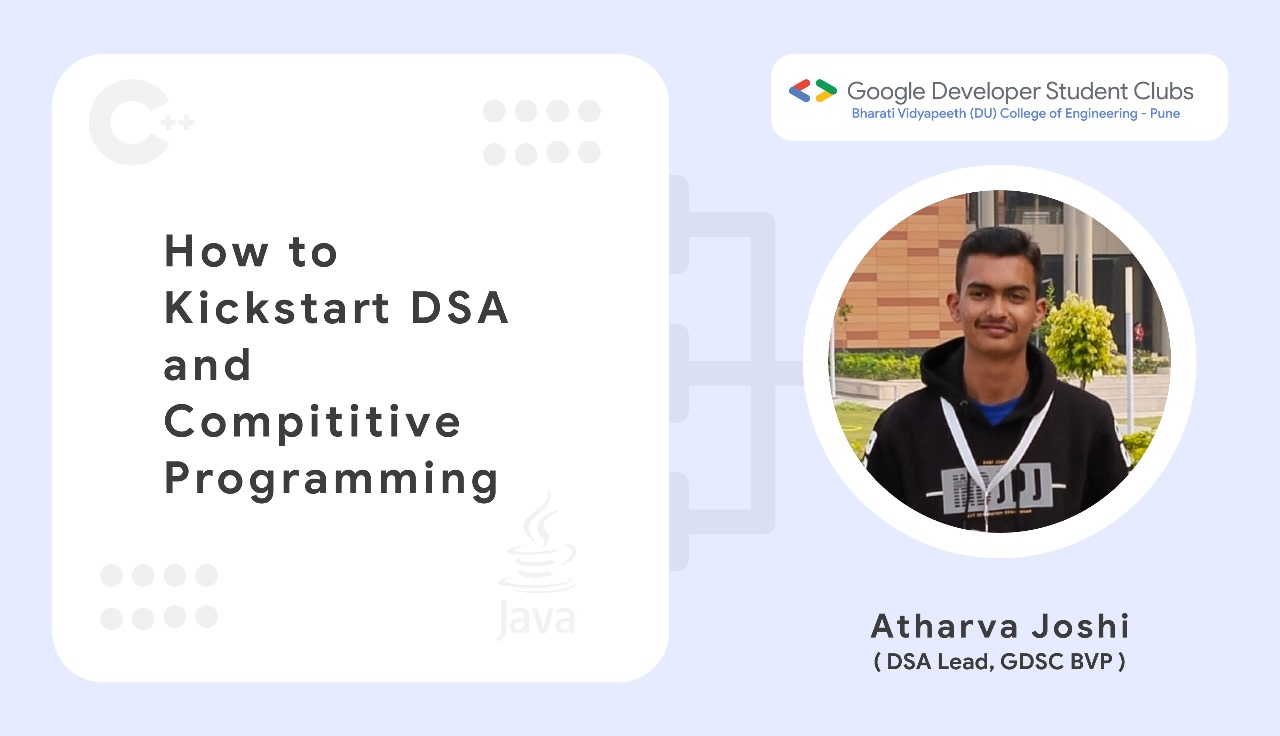 C++
How to
Kickstart DSA
and
Compititive
Programming
Java
Google Developer Student Clubs
Bharati Vidyapeeth (DU) College of Engineering - Pune
Atharva Joshi
( DSA Lead, GDSC BVP )